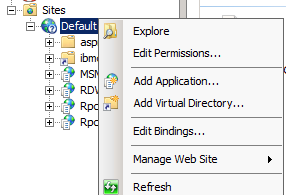 Sites
Default
Explore
Edit Permissions...
asp
ibm
Add Application...
MSN
Add Virtual Directory...
RDW
Rpc
Edit Bindings...
Rpc
Manage Web Site
Refresh